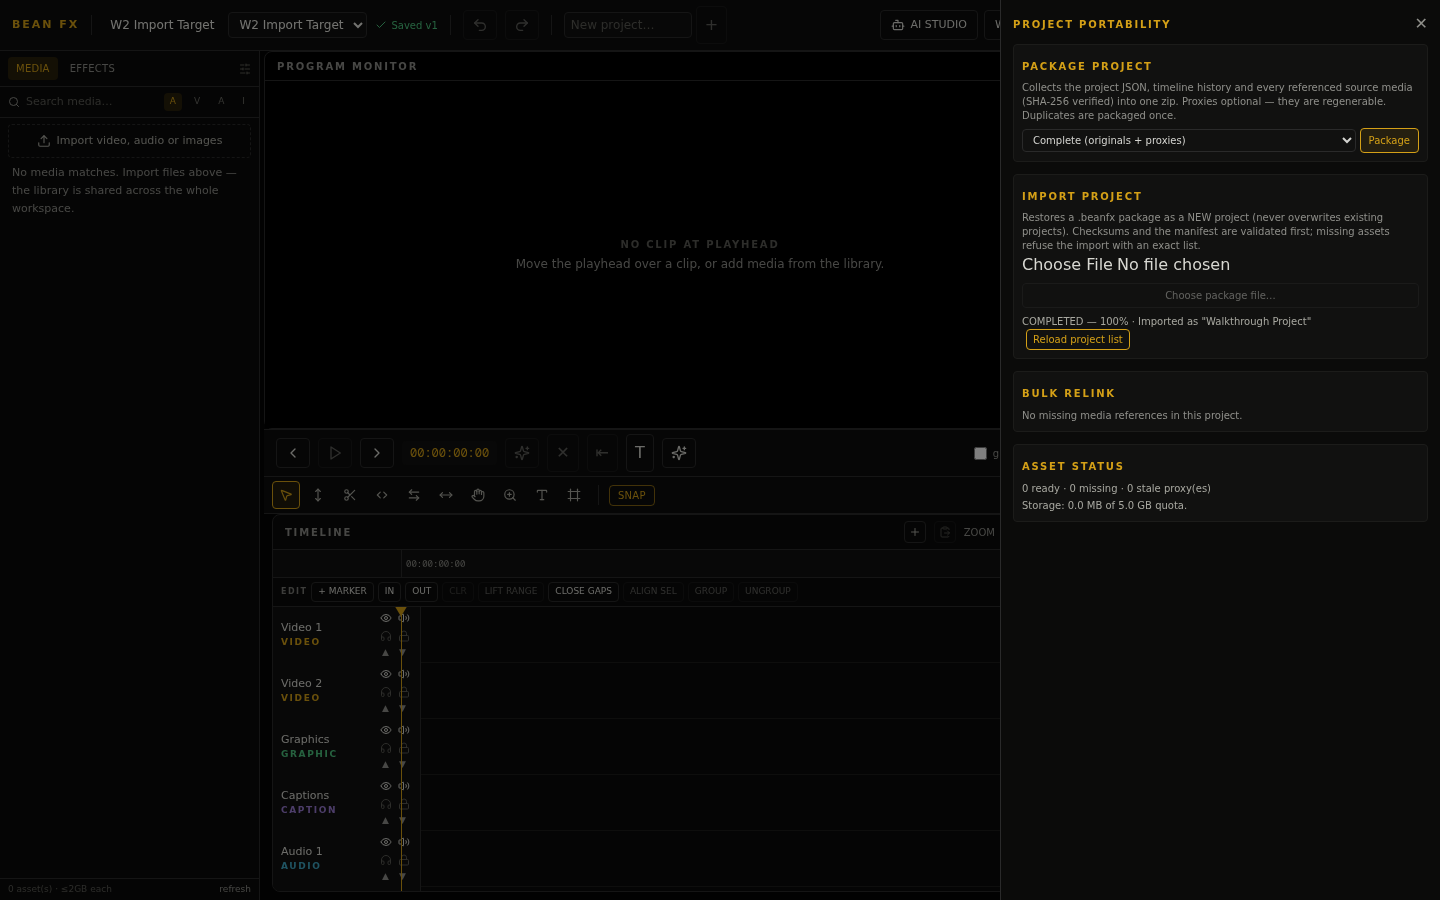 BEAN FX
W2 Import Target
W2 Import Target
Saved v1
New project...
AI STUDIO
W
MEDIA
EFFECTS
Search media...
A
V
A
I
Import video, audio or images
No media matches. Import files above —
the library is shared across the whole
workspace.
0 asset(s) · ≤2GB each
refresh
PROGRAM MONITOR
NO CLIP AT PLAYHEAD
Move the playhead over a clip, or add media from the library.
00:00:00:00
T
g
SNAP
TIMELINE
ZOOM
00:00:00:00
EDIT
+ MARKER
IN
OUT
CLR
LIFT RANGE
CLOSE GAPS
ALIGN SEL
GROUP
UNGROUP
Video 1
VIDEO
Video 2
VIDEO
Graphics
GRAPHIC
Captions
CAPTION
Audio 1
AUDIO
PROJECT PORTABILITY
PACKAGE PROJECT
Collects the project JSON, timeline history and every referenced source media
(SHA-256 verified) into one zip. Proxies optional — they are regenerable.
Duplicates are packaged once.
Complete (originals + proxies)
Package
IMPORT PROJECT
Restores a .beanfx package as a NEW project (never overwrites existing
projects). Checksums and the manifest are validated first; missing assets
refuse the import with an exact list.
Choose File No file chosen
Choose package file...
COMPLETED — 100% · Imported as "Walkthrough Project"
Reload project list
BULK RELINK
No missing media references in this project.
ASSET STATUS
0 ready · 0 missing · 0 stale proxy(es)
Storage: 0.0 MB of 5.0 GB quota.